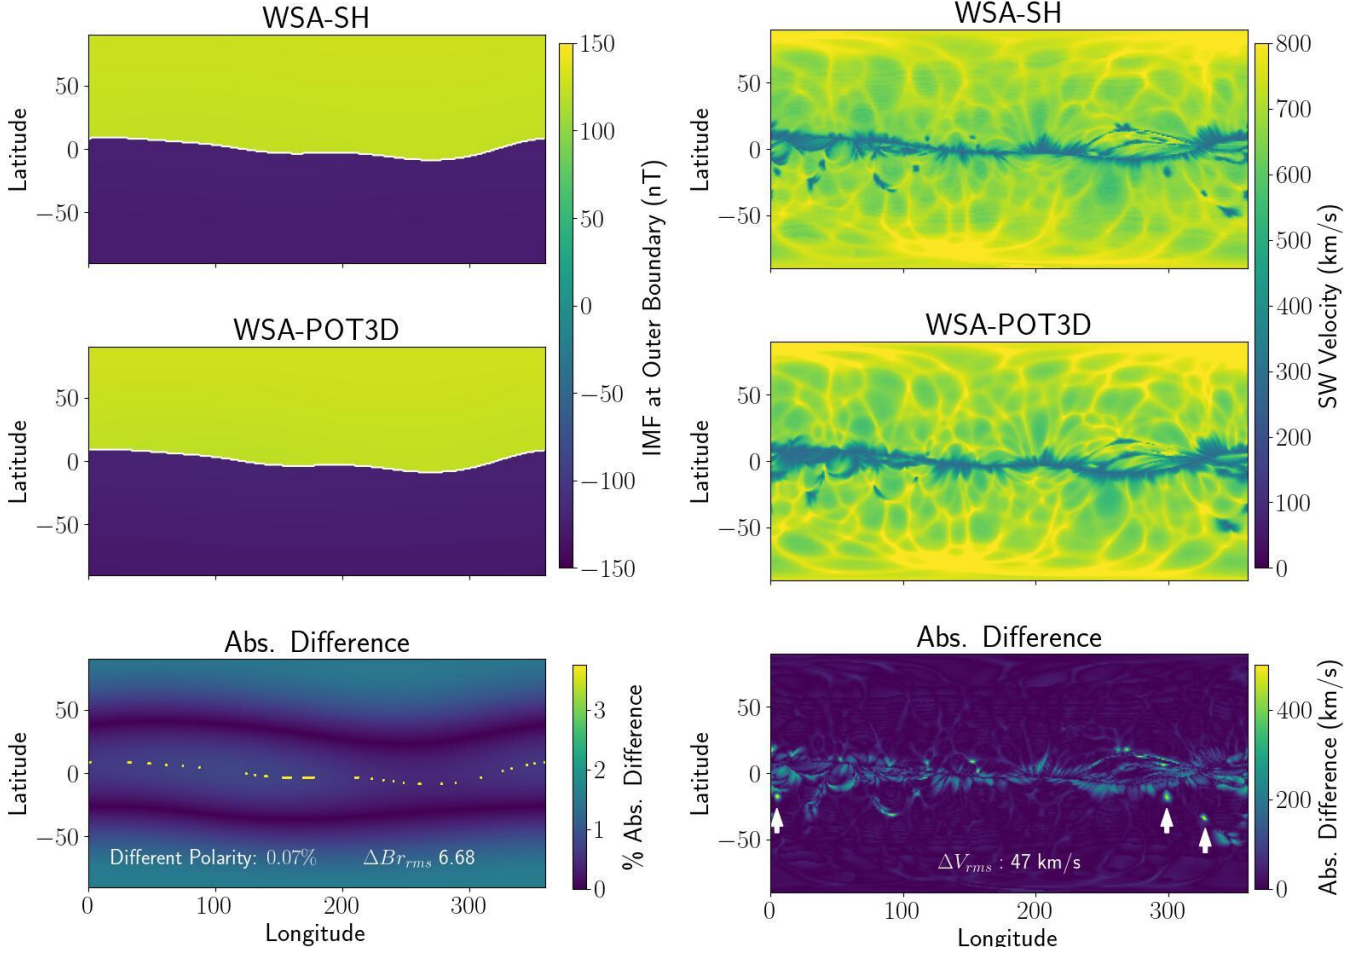 WSA-SH
50
0
−50
Latitude
WSA-POT3D
50
0
−50
Latitude
150
100
50
0
−50
−100
−150
IMF at Outer Boundary (nT)
Abs. Difference
50
0
−50
Latitude
Different Polarity: 0.07%
ΔBr_rms 6.68
0
100
200
300
Longitude
3
2
1
0
% Abs. Difference
WSA-SH
50
0
−50
Latitude
0
100
200
300
WSA-POT3D
50
0
−50
Latitude
800
700
600
500
400
300
200
100
0
SW Velocity (km/s)
Abs. Difference
50
0
−50
Latitude
ΔV_rms : 47 km/s
0
100
200
300
Longitude
400
200
0
Abs. Difference (km/s)